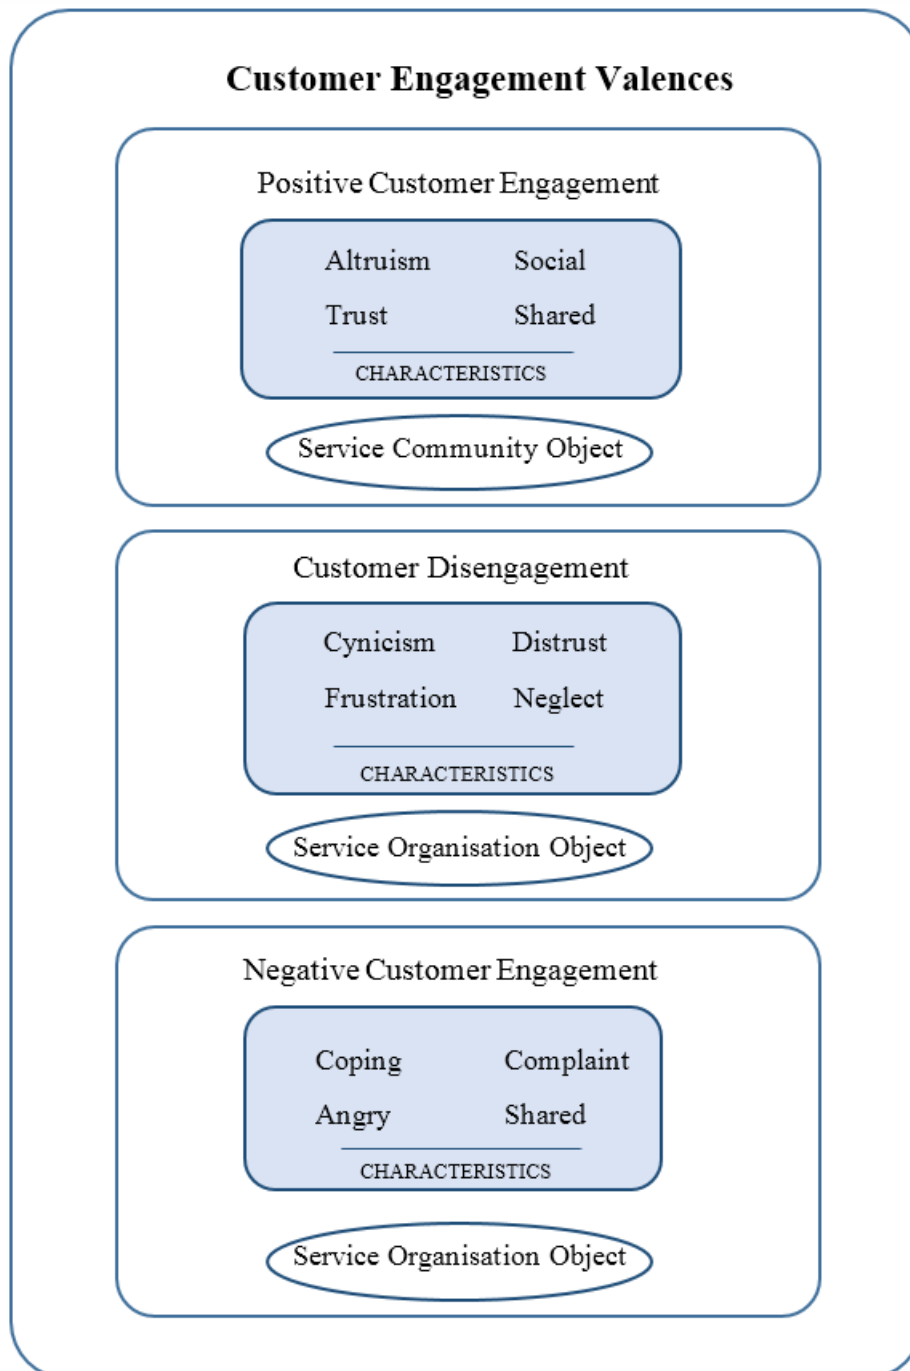 Customer Engagement Valences
Positive Customer Engagement
Altruism Social
Trust Shared
CHARACTERISTICS
Service Community Object
Customer Disengagement
Cynicism Distrust
Frustration Neglect
CHARACTERISTICS
Service Organisation Object
Negative Customer Engagement
Coping Complaint
Angry Shared
CHARACTERISTICS
Service Organisation Object